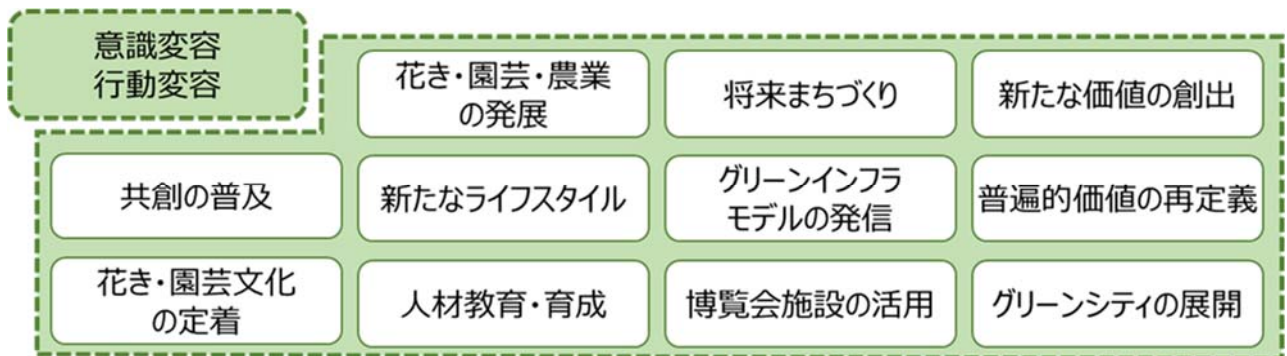 意識変容
行動変容
花き・園芸・農業
の発展
将来まちづくり
新たな価値の創出
共創の普及
新たなライフスタイル
グリーンインフラ
モデルの発信
普遍的価値の再定義
花き・園芸文化
の定着
人材教育・育成
博覧会施設の活用
グリーンシティの展開